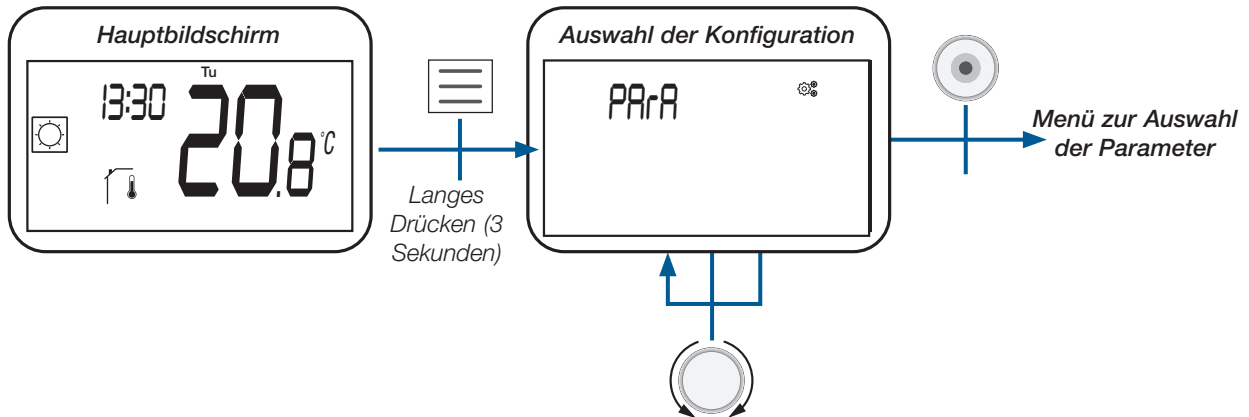 Hauptbildschirm
Tu
13:30
20.8°C
Langes
Drücken (3
Sekunden)
Auswahl der Konfiguration
PArA
Menü zur Auswahl
der Parameter